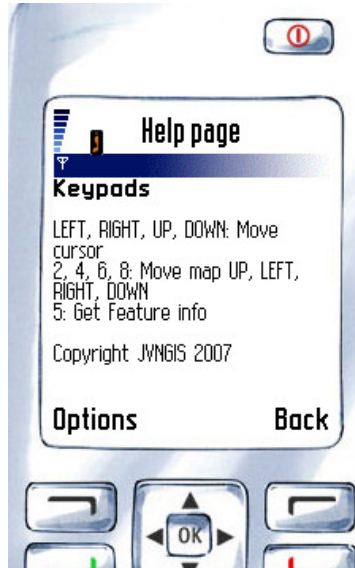 Help page
Keypads
LEFT, RIGHT, UP, DOWN: Move
cursor
2, 4, 6, 8: Move map UP, LEFT,
RIGHT, DOWN
5: Get Feature info
Copyright JVNGIS 2007
Options
Back
OK